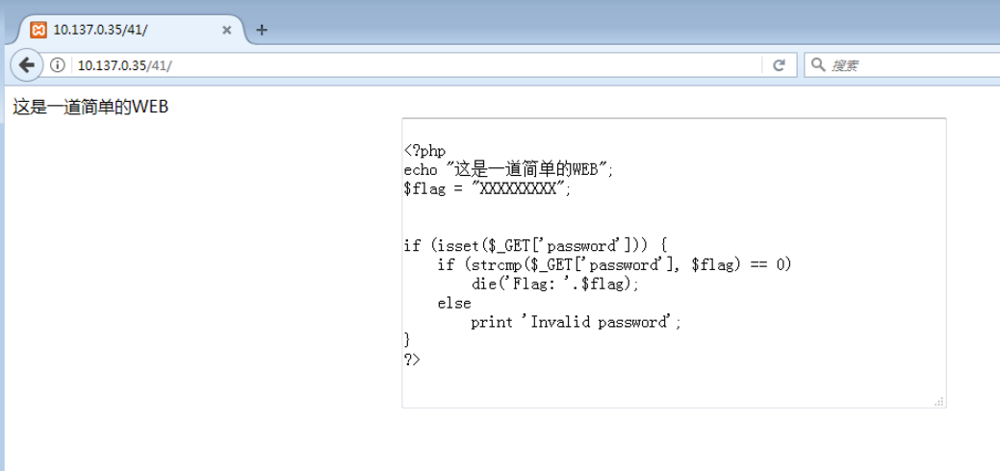 10.137.0.35/41/
10.137.0.35/41/
搜索
这是一道简单的WEB
<?php
echo "这是一道简单的WEB";
$flag = "XXXXXXXXX";
if (isset($_GET['password'])) {
    if (strcmp($_GET['password'], $flag) == 0)
        die('Flag: '.$flag);
    else
        print 'Invalid password';
}
?>